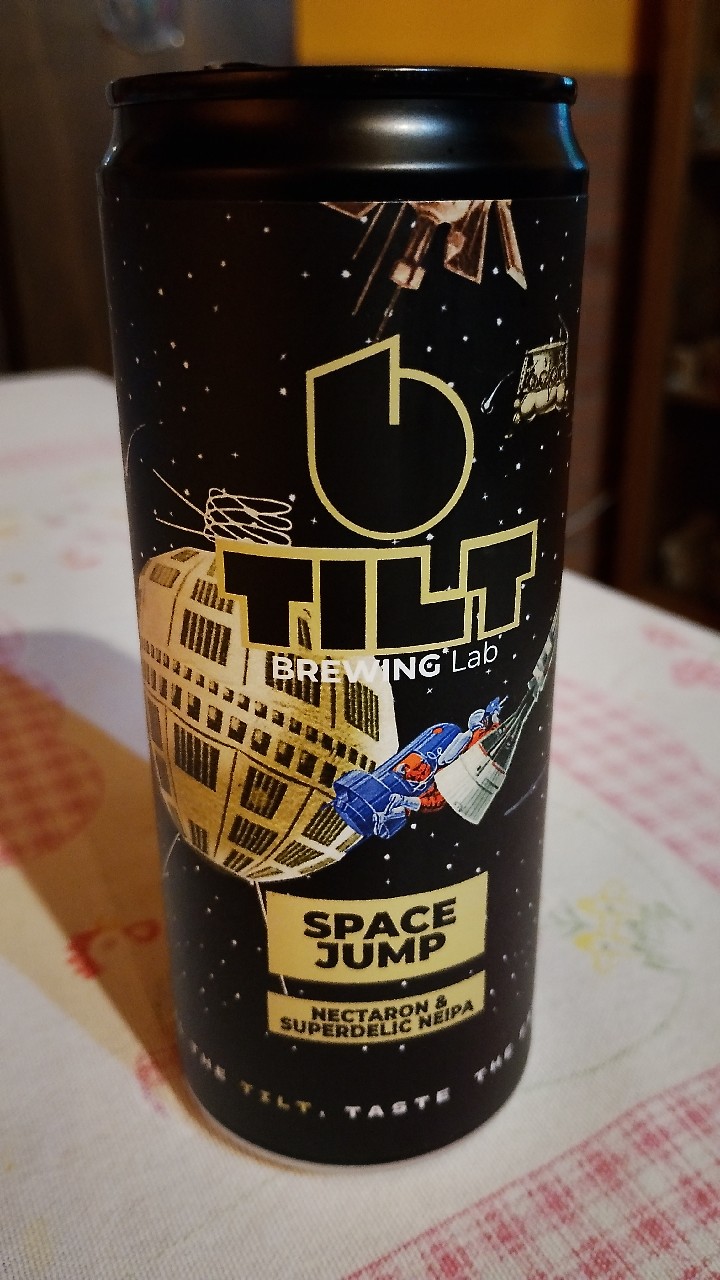 TILT
BREWING Lab
SPACE
JUMP
NECTARON &
SUPERDELIC NEIPA
THE TILT, TASTE THE